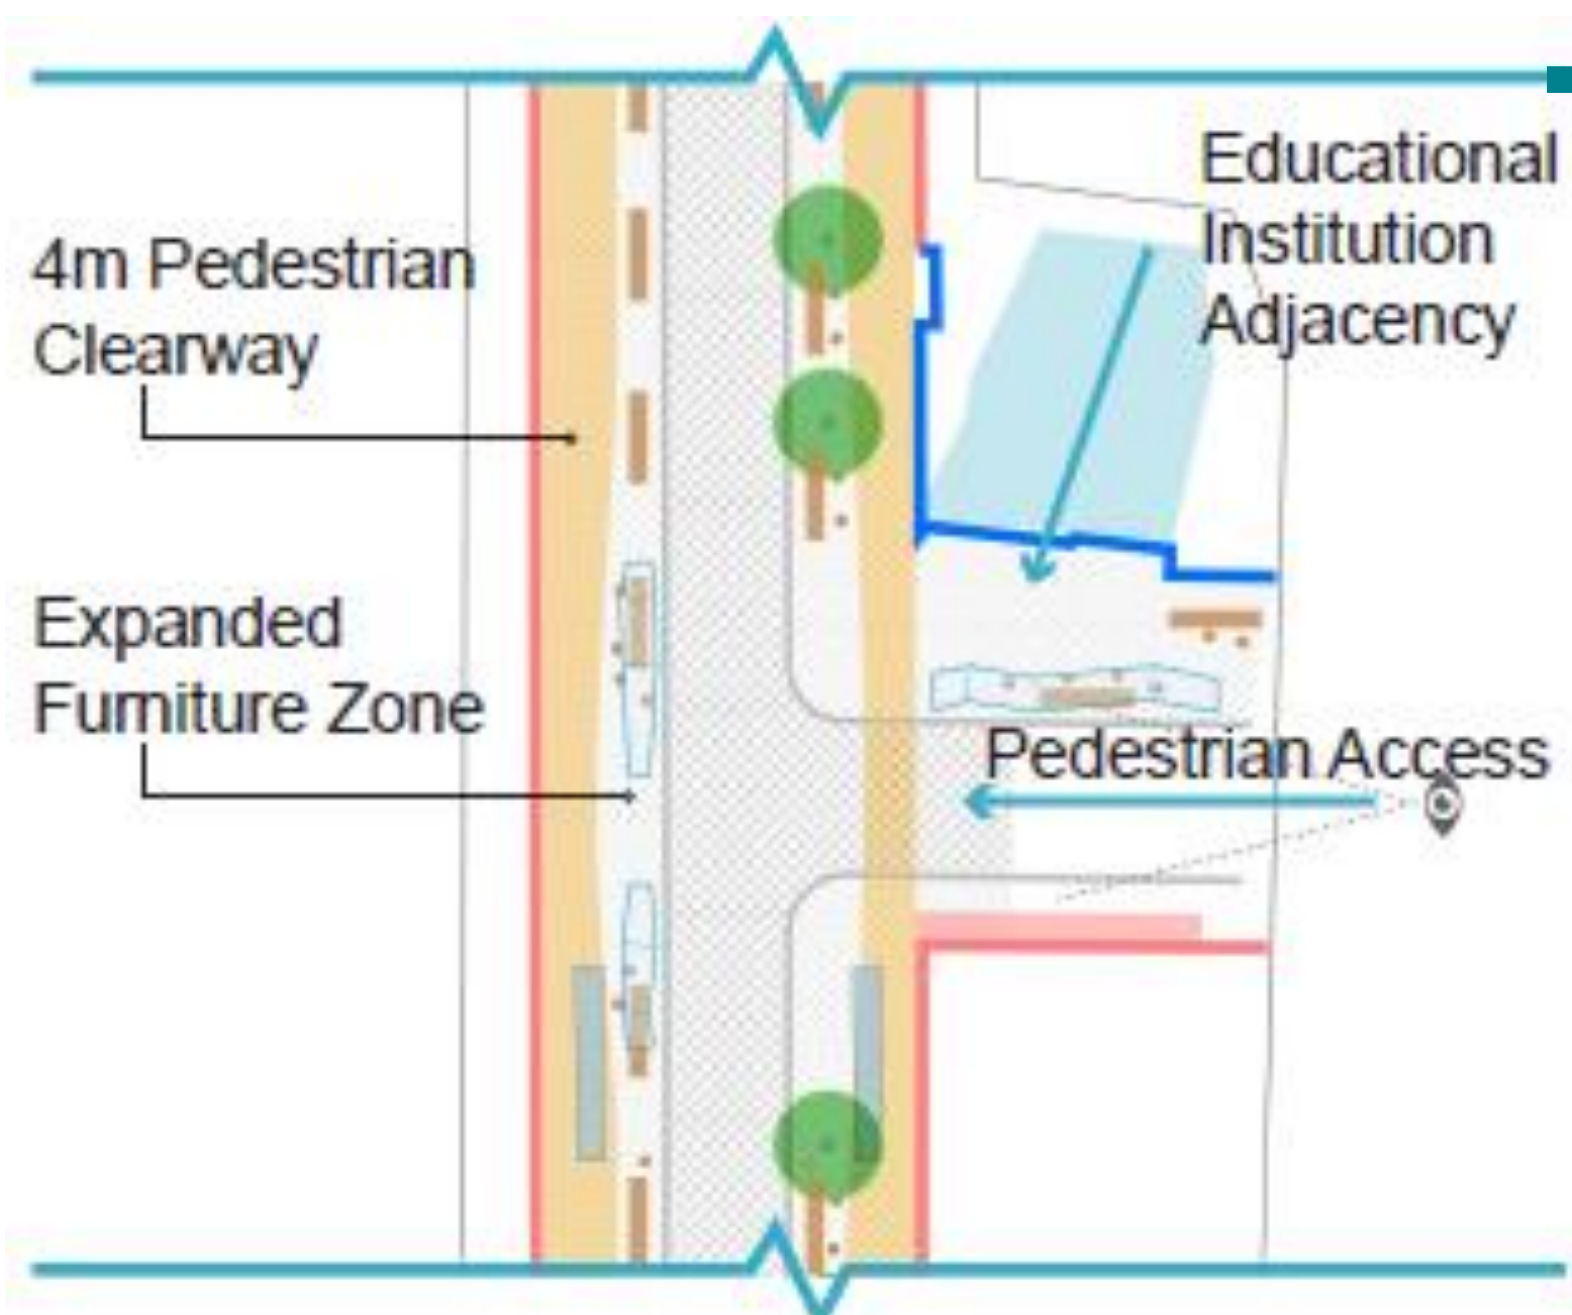 Educational
Institution
Adjacency
4m Pedestrian
Clearway
Expanded
Furniture Zone
Pedestrian Access